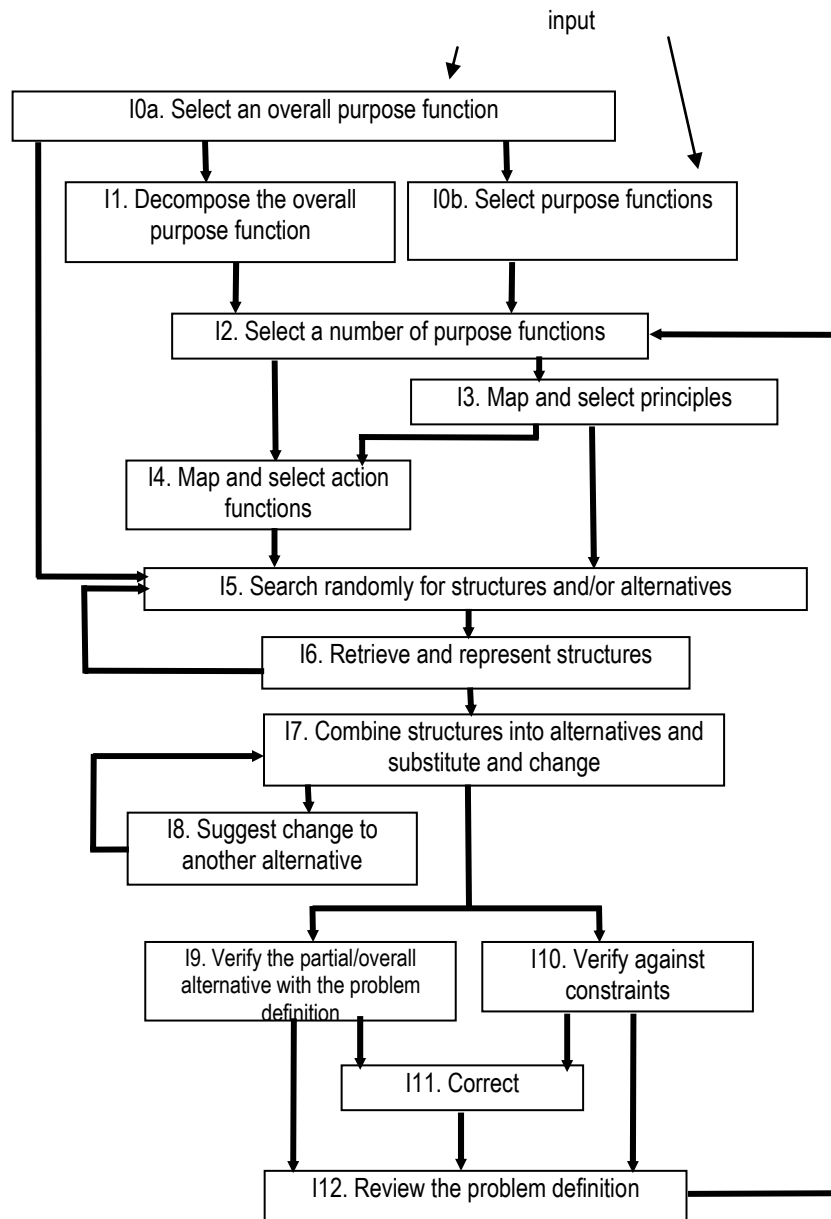 input
I0a. Select an overall purpose function
I1. Decompose the overall
purpose function
I0b. Select purpose functions
I2. Select a number of purpose functions
I3. Map and select principles
I4. Map and select action
functions
I5. Search randomly for structures and/or alternatives
I6. Retrieve and represent structures
I7. Combine structures into alternatives and
substitute and change
I8. Suggest change to
another alternative
I9. Verify the partial/overall
alternative with the problem
definition
I10. Verify against
constraints
I11. Correct
I12. Review the problem definition